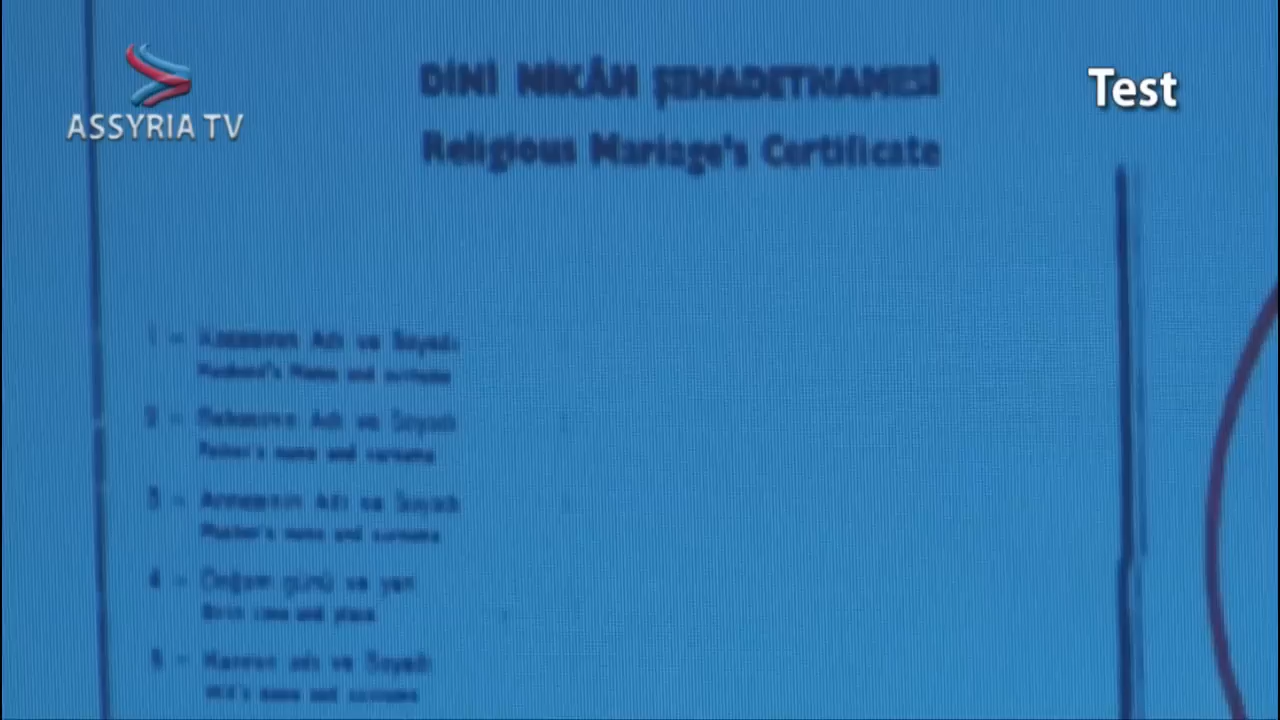 ASSYRIA TV
Test
DİNİ NİKÂH ŞEHADETNAMESİ
Religious Mariage's Certificate
1 - Kocasının Adı ve Soyadı
Husband's Name and surname
2 - Babasının Adı ve Soyadı
Father's name and surname
3 - Annesinin Adı ve Soyadı
Mother's name and surname
4 - Doğum günü ve yeri
Birth time and place
5 - Karının adı ve Soyadı
Wife's name and surname